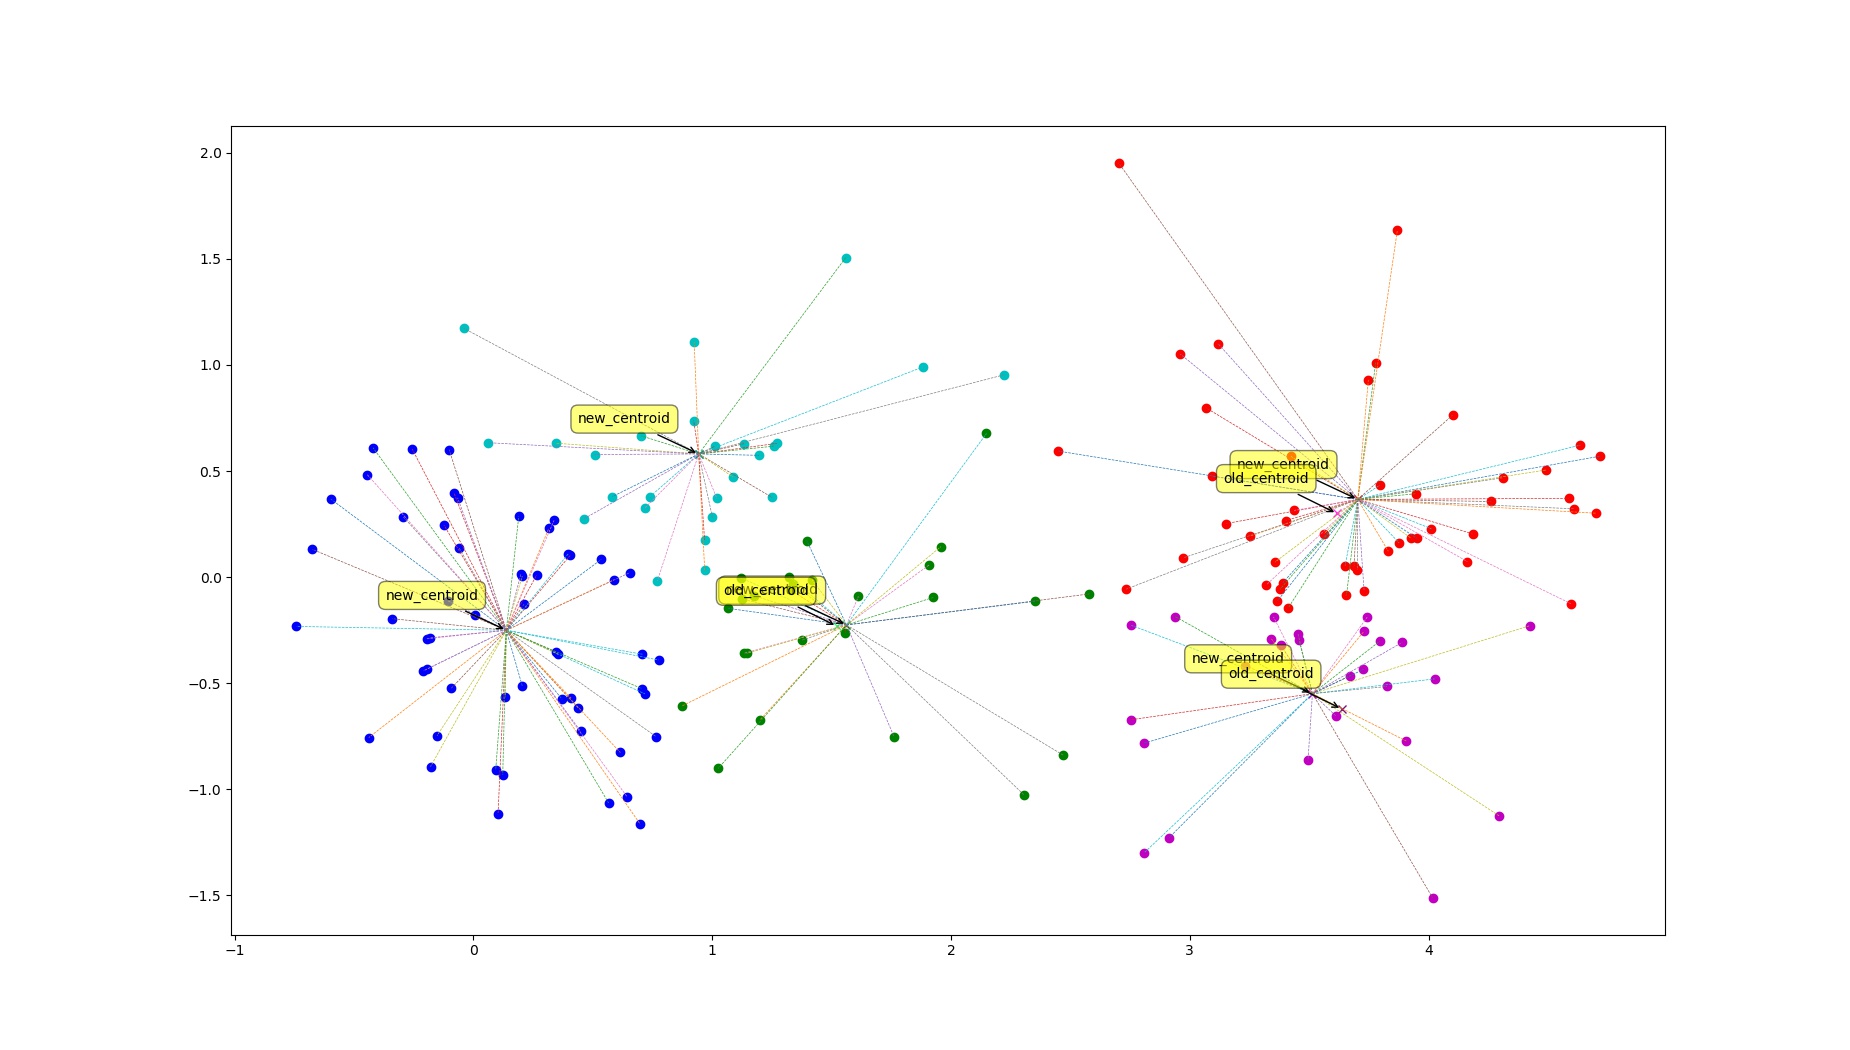 2.0
1.5
1.0
new_centroid
0.5
new_centroid
old_centroid
0.0
new_centroid
new_centroid
old_centroid
−0.5
new_centroid
old_centroid
−1.0
−1.5
−1 0 1 2 3 4